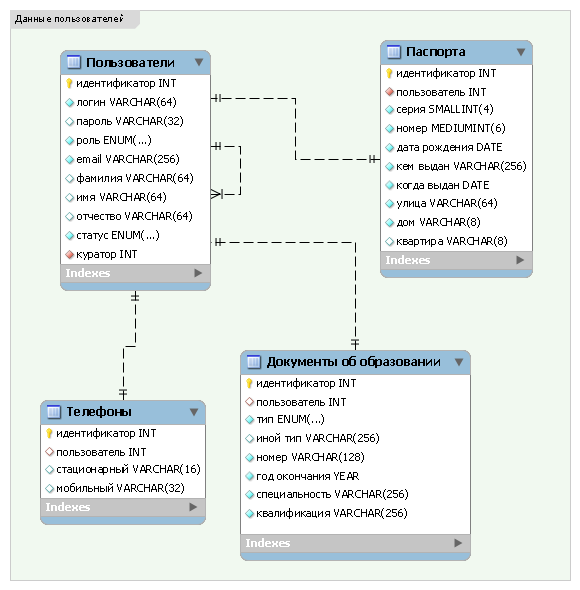 Данные пользователей
Пользователи
идентификатор INT
логин VARCHAR(64)
пароль VARCHAR(32)
роль ENUM(...)
email VARCHAR(256)
фамилия VARCHAR(64)
имя VARCHAR(64)
отчество VARCHAR(64)
статус ENUM(...)
куратор INT
Indexes
Паспорта
идентификатор INT
пользователь INT
серия SMALLINT(4)
номер MEDIUMINT(6)
дата рождения DATE
кем выдан VARCHAR(256)
когда выдан DATE
улица VARCHAR(64)
дом VARCHAR(8)
квартира VARCHAR(8)
Indexes
Телефоны
идентификатор INT
пользователь INT
стационарный VARCHAR(16)
мобильный VARCHAR(32)
Indexes
Документы об образовании
идентификатор INT
пользователь INT
тип ENUM(...)
иной тип VARCHAR(256)
номер VARCHAR(128)
год окончания YEAR
специальность VARCHAR(256)
квалификация VARCHAR(256)
Indexes